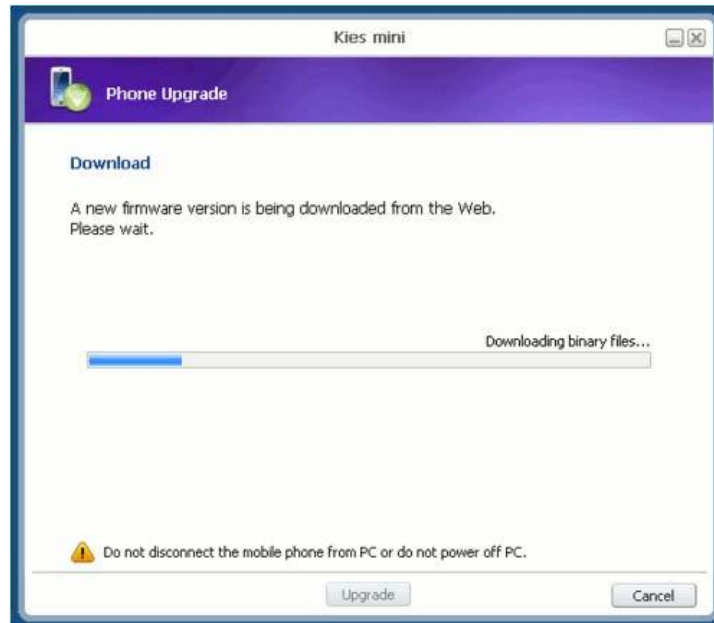 Kies mini
Phone Upgrade
Download
A new firmware version is being downloaded from the Web.
Please wait.
Downloading binary files...
Do not disconnect the mobile phone from PC or do not power off PC.
Upgrade
Cancel